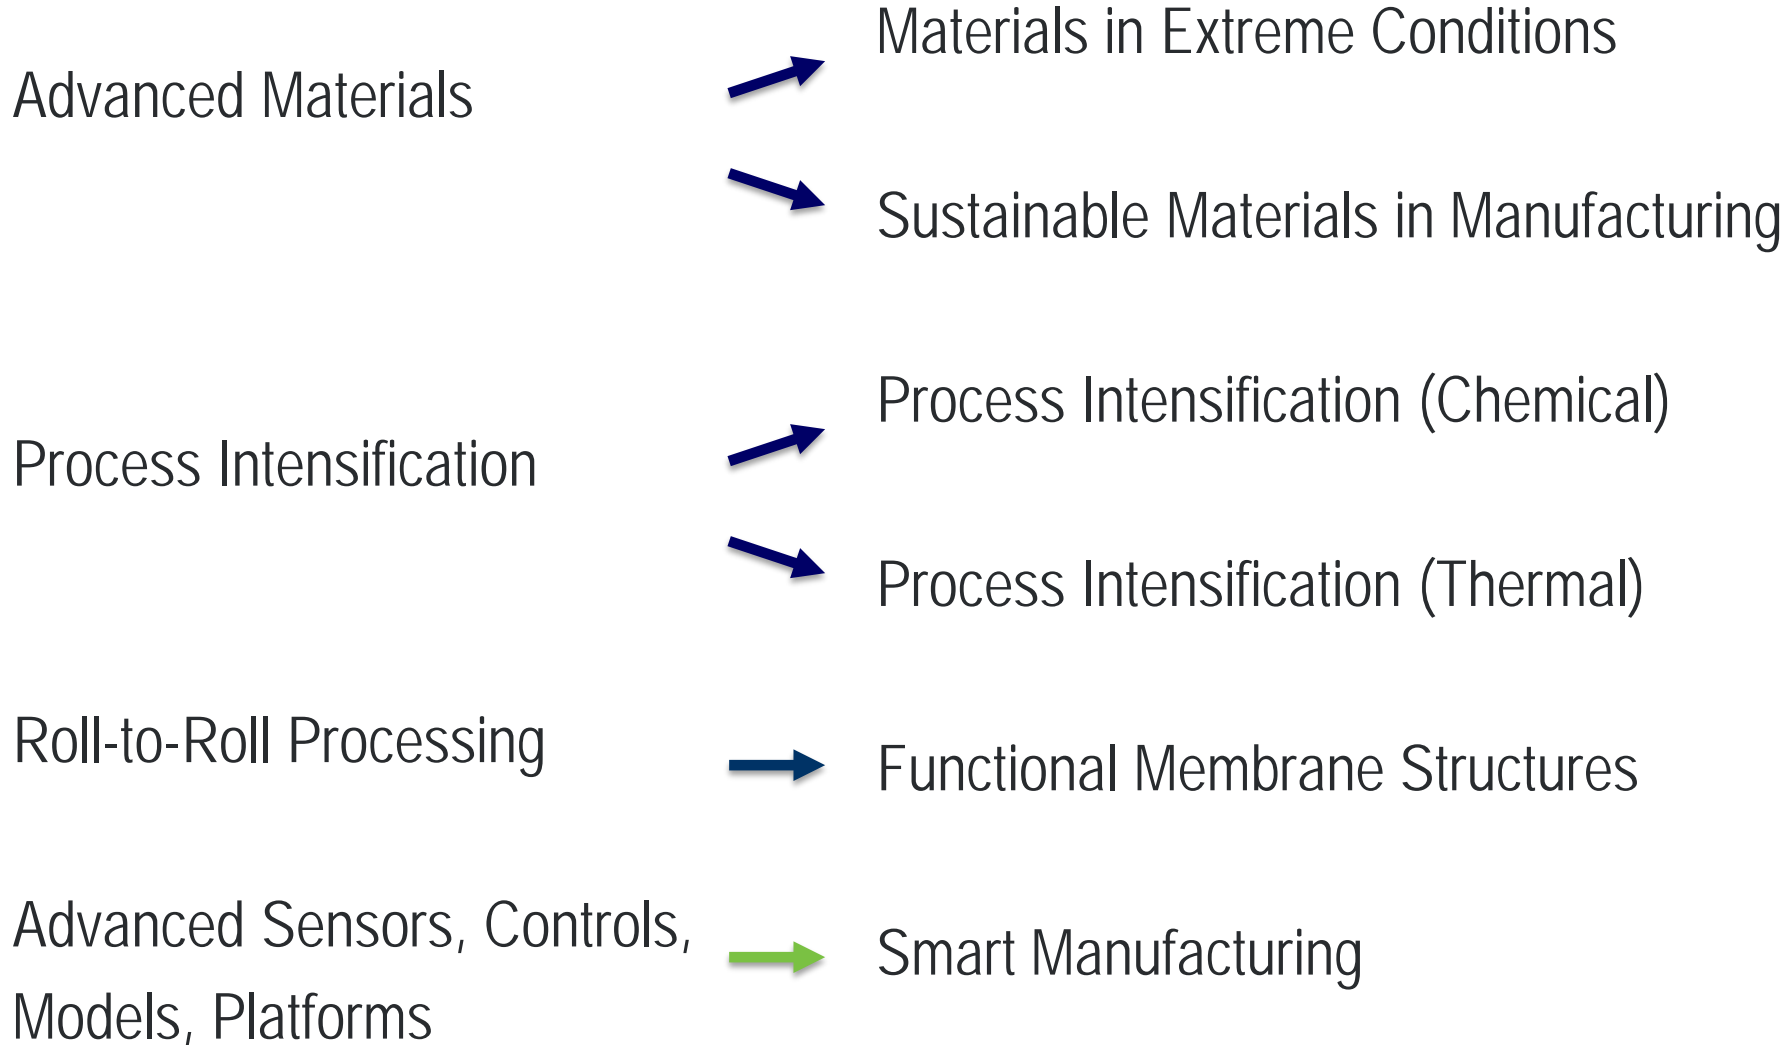 Advanced Materials
Materials in Extreme Conditions
Sustainable Materials in Manufacturing
Process Intensification
Process Intensification (Chemical)
Process Intensification (Thermal)
Roll-to-Roll Processing
Functional Membrane Structures
Advanced Sensors, Controls,
Models, Platforms
Smart Manufacturing